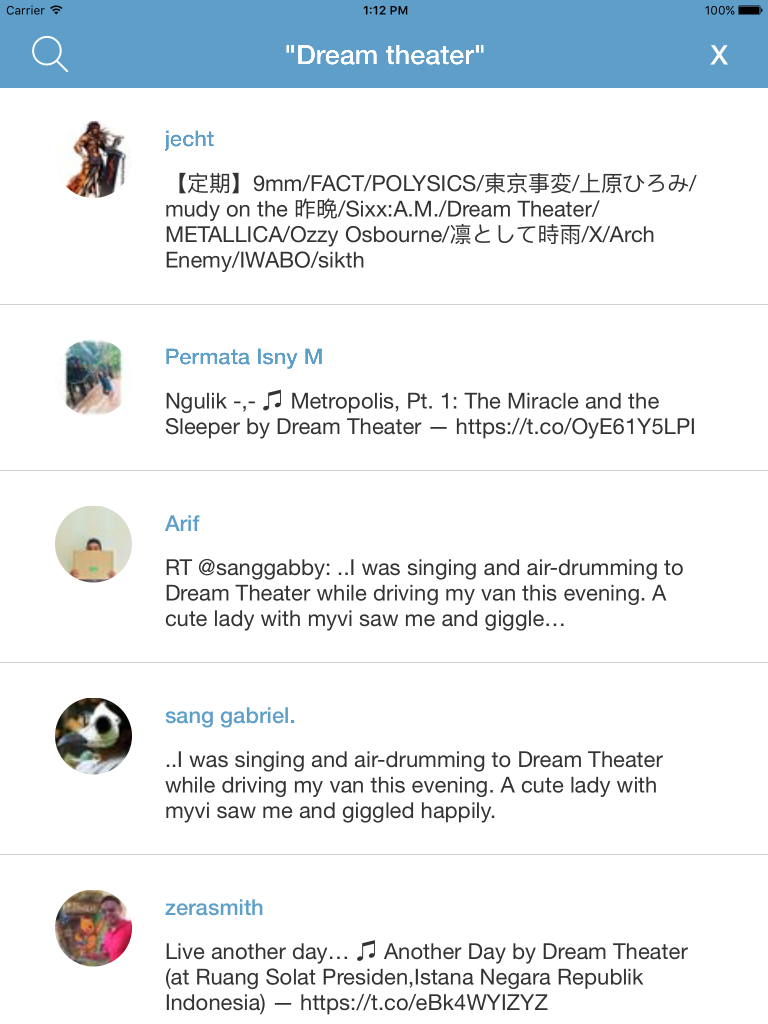 Carrier 1:12 PM 100%
"Dream theater" X
jecht
【定期】9mm/FACT/POLYSICS/東京事変/上原ひろみ/
mudy on the 昨晩/Sixx:A.M./Dream Theater/
METALLICA/Ozzy Osbourne/凛として時雨/X/Arch
Enemy/IWABO/sikth
Permata Isny M
Ngulik -,- 🎵 Metropolis, Pt. 1: The Miracle and the
Sleeper by Dream Theater — https://t.co/OyE61Y5LPI
Arif
RT @sanggabby: ..I was singing and air-drumming to
Dream Theater while driving my van this evening. A
cute lady with myvi saw me and giggle…
sang gabriel.
..I was singing and air-drumming to Dream Theater
while driving my van this evening. A cute lady with
myvi saw me and giggled happily.
zerasmith
Live another day… 🎵 Another Day by Dream Theater
(at Ruang Solat Presiden,Istana Negara Republik
Indonesia) — https://t.co/eBk4WYIZYZ